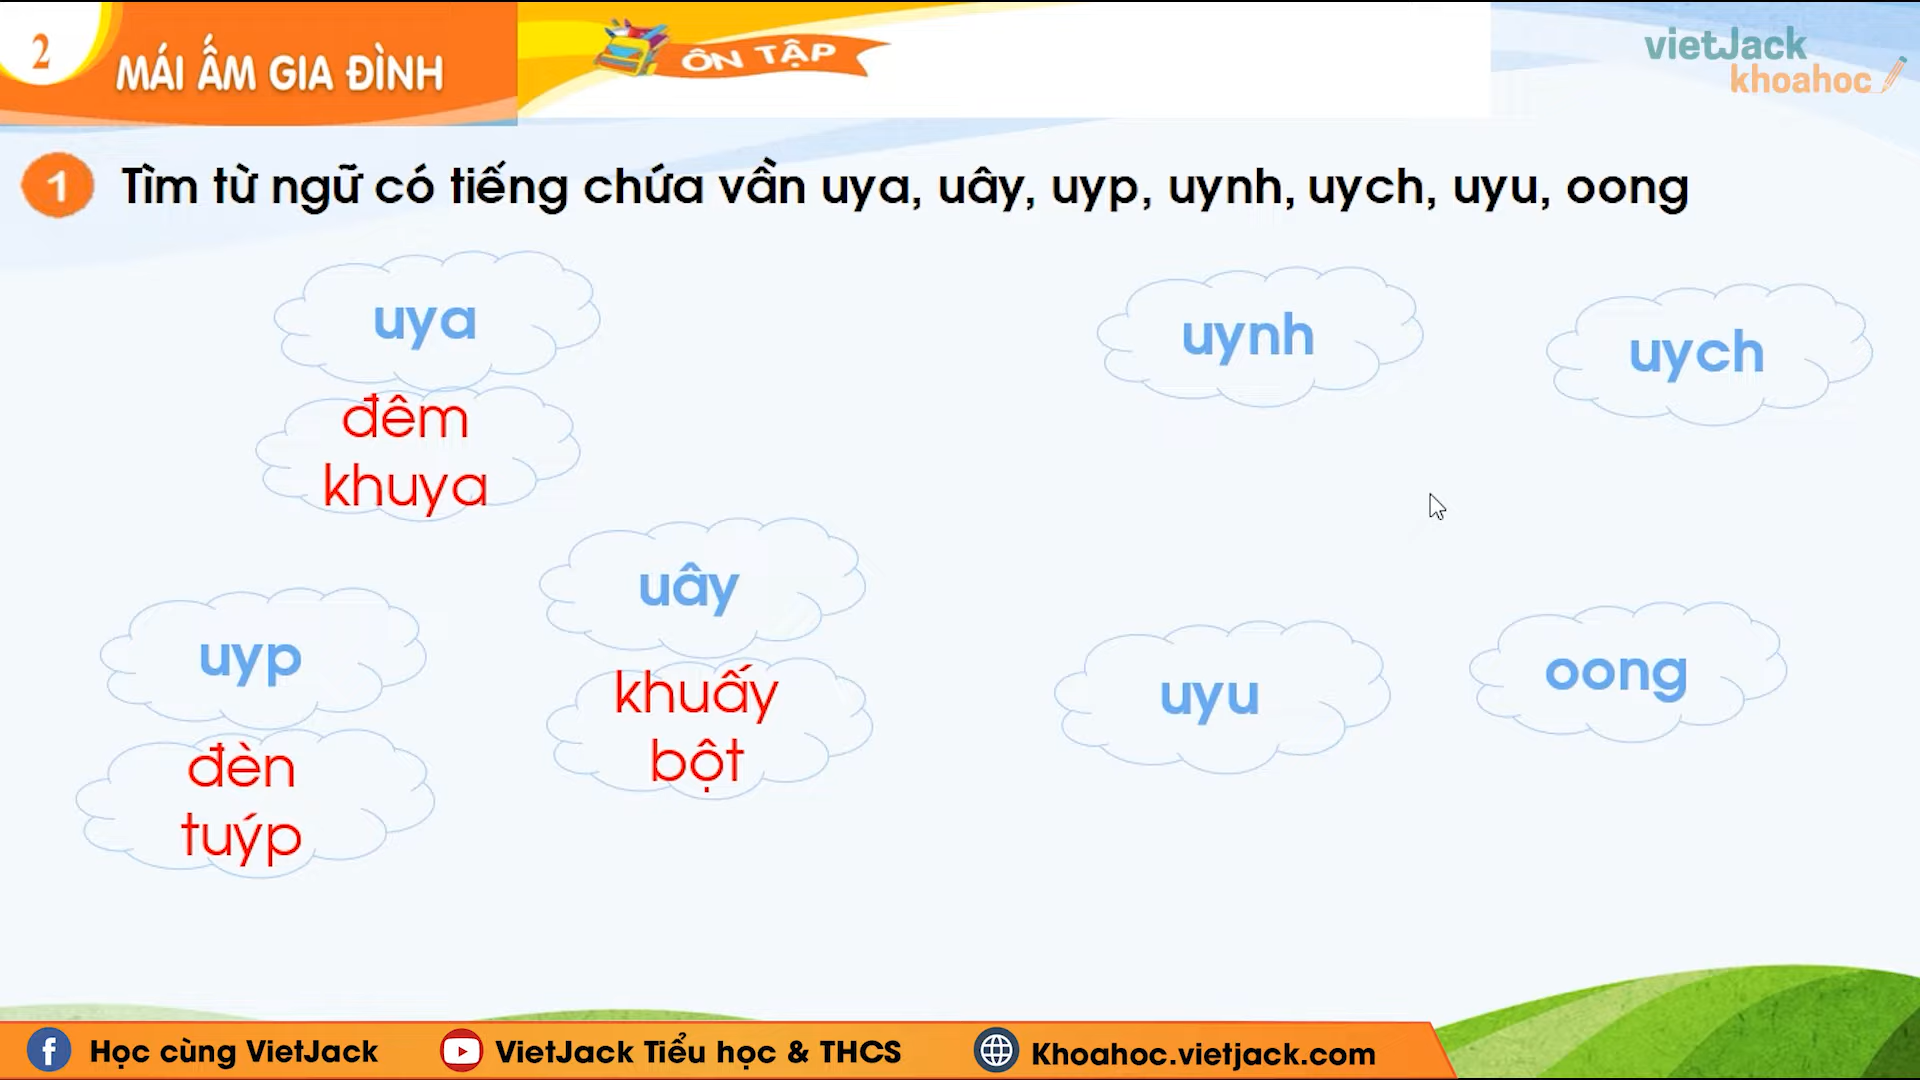 2
MÁI ẤM GIA ĐÌNH
ÔN TẬP
vietJack
khoahoc
1
Tìm từ ngữ có tiếng chứa vần uya, uây, uyp, uynh, uych, uyu, oong
uya
đêm
khuya
uynh
uych
uyp
đèn
tuýp
uây
khuấy
bột
uyu
oong
Học cùng VietJack
VietJack Tiểu học & THCS
Khoahoc.vietjack.com